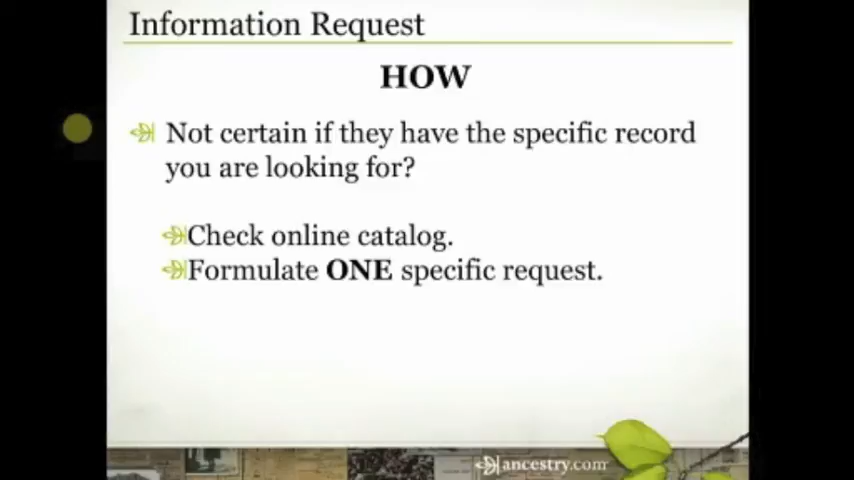 Information Request
HOW
Not certain if they have the specific record
you are looking for?
Check online catalog.
Formulate ONE specific request.
ancestry.com